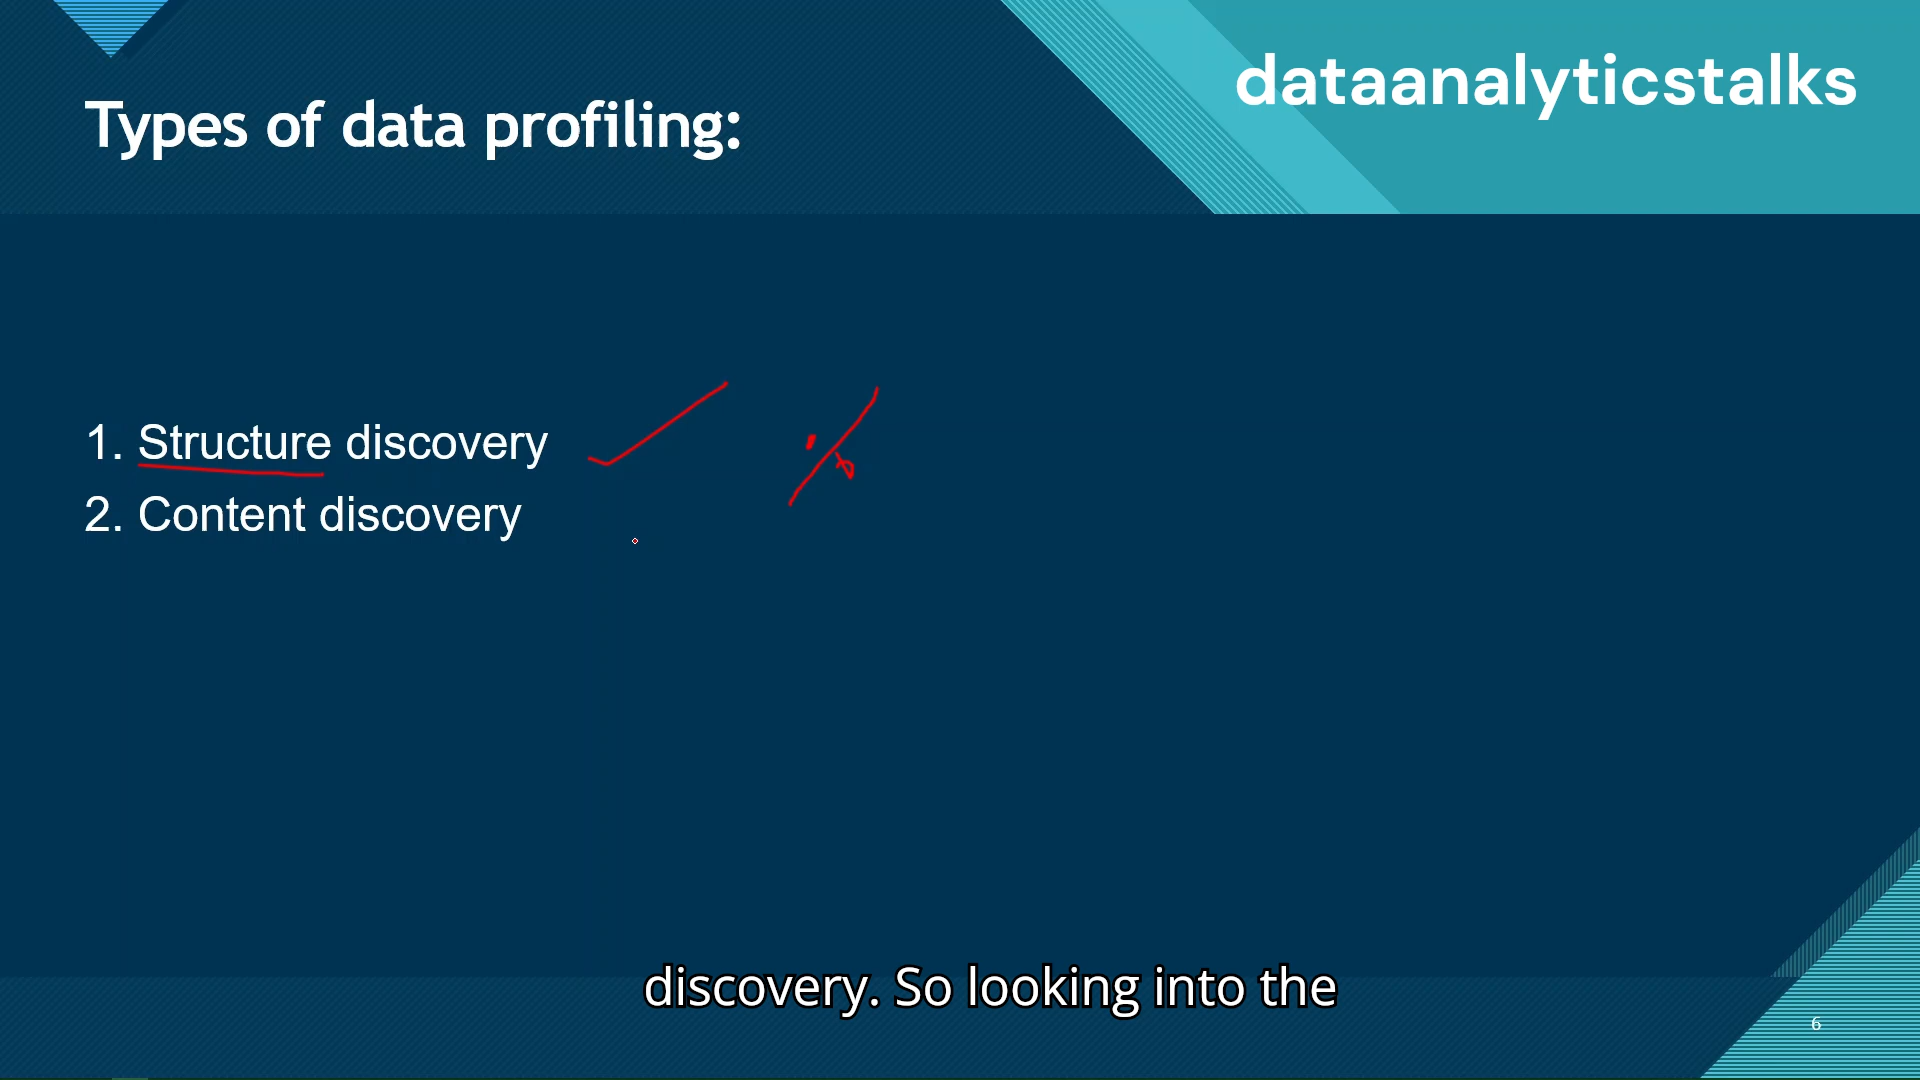 dataanalyticstalks
Types of data profiling:
1. Structure discovery
2. Content discovery
discovery. So looking into the
6